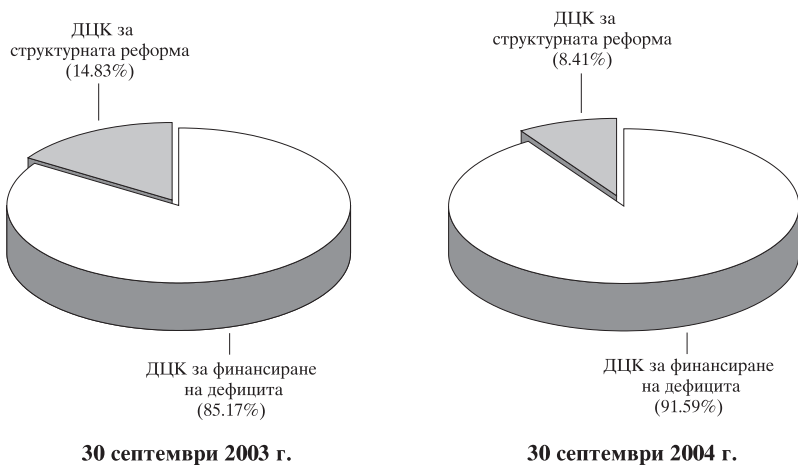 ДЦК за
структурната реформа
(14.83%)
ДЦК за финансиране
на дефицита
(85.17%)
30 септември 2003 г.
ДЦК за
структурната реформа
(8.41%)
ДЦК за финансиране
на дефицита
(91.59%)
30 септември 2004 г.